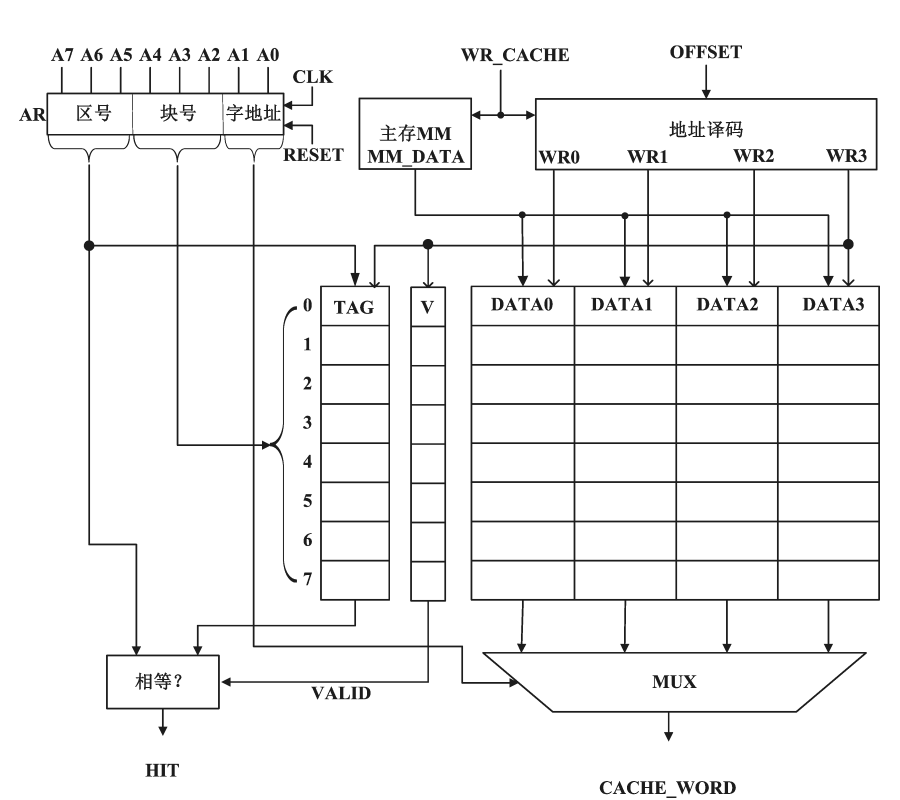 A7 A6 A5 A4 A3 A2 A1 A0
CLK
AR 区号 块号 字地址
RESET
WR_CACHE
OFFSET
主存MM
MM_DATA
地址译码
WR0 WR1 WR2 WR3
0 TAG V DATA0 DATA1 DATA2 DATA3
1
2
3
4
5
6
7
相等?
VALID
MUX
HIT
CACHE_WORD